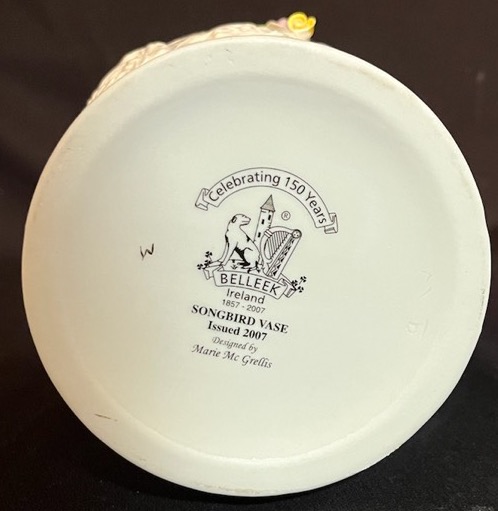 Celebrating 150 Years
®
BELLEEK
Ireland
1857 - 2007
SONGBIRD VASE
Issued 2007
Designed by
Marie Mc Grellis
W